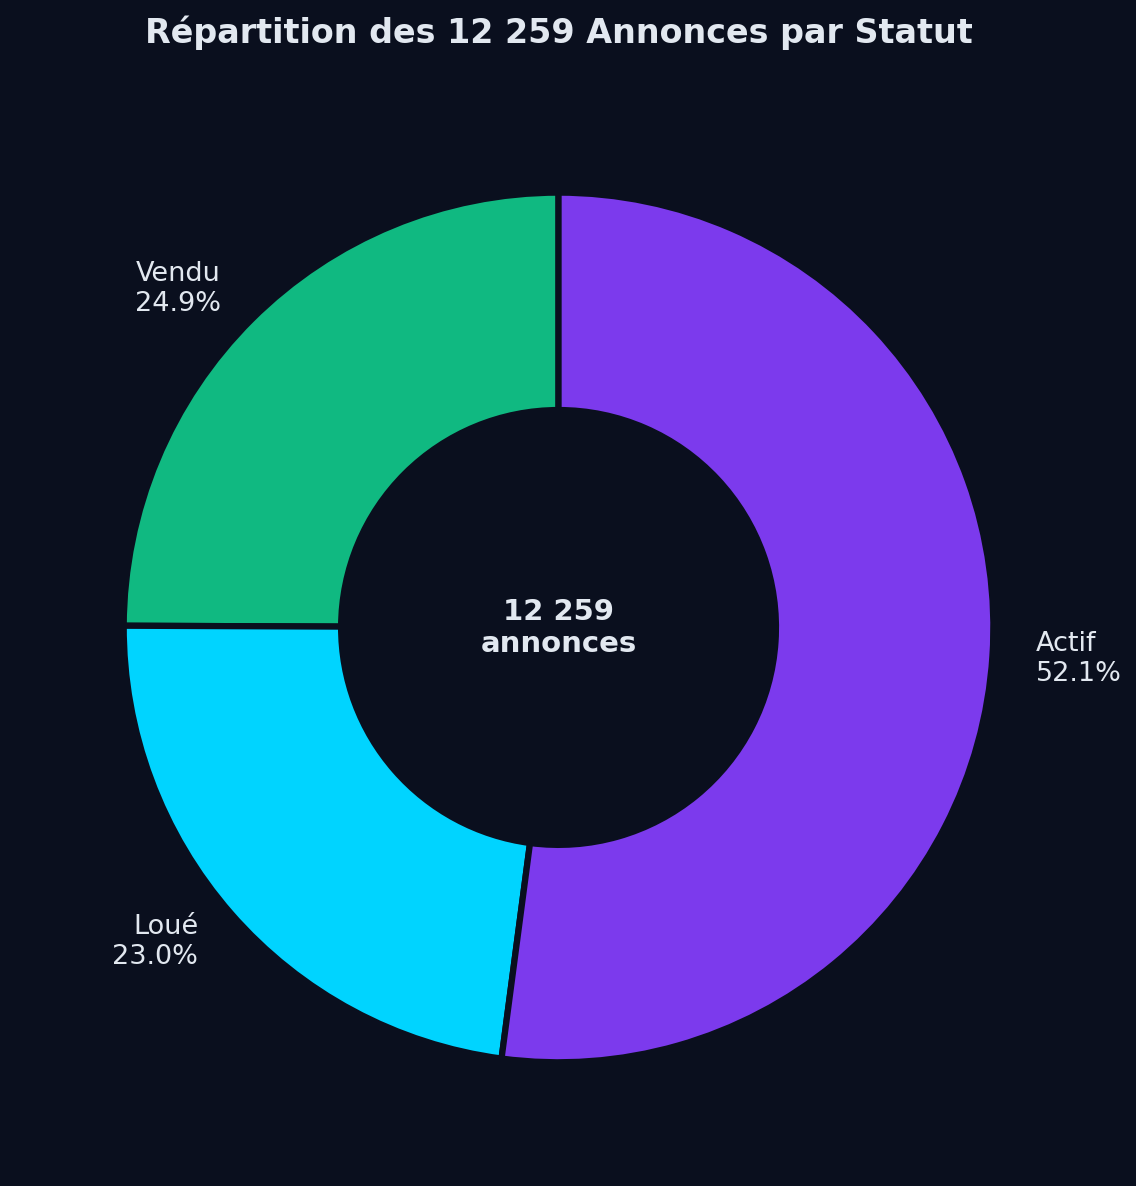 Répartition des 12 259 Annonces par Statut
Vendu
24.9%
12 259
annonces
Actif
52.1%
Loué
23.0%